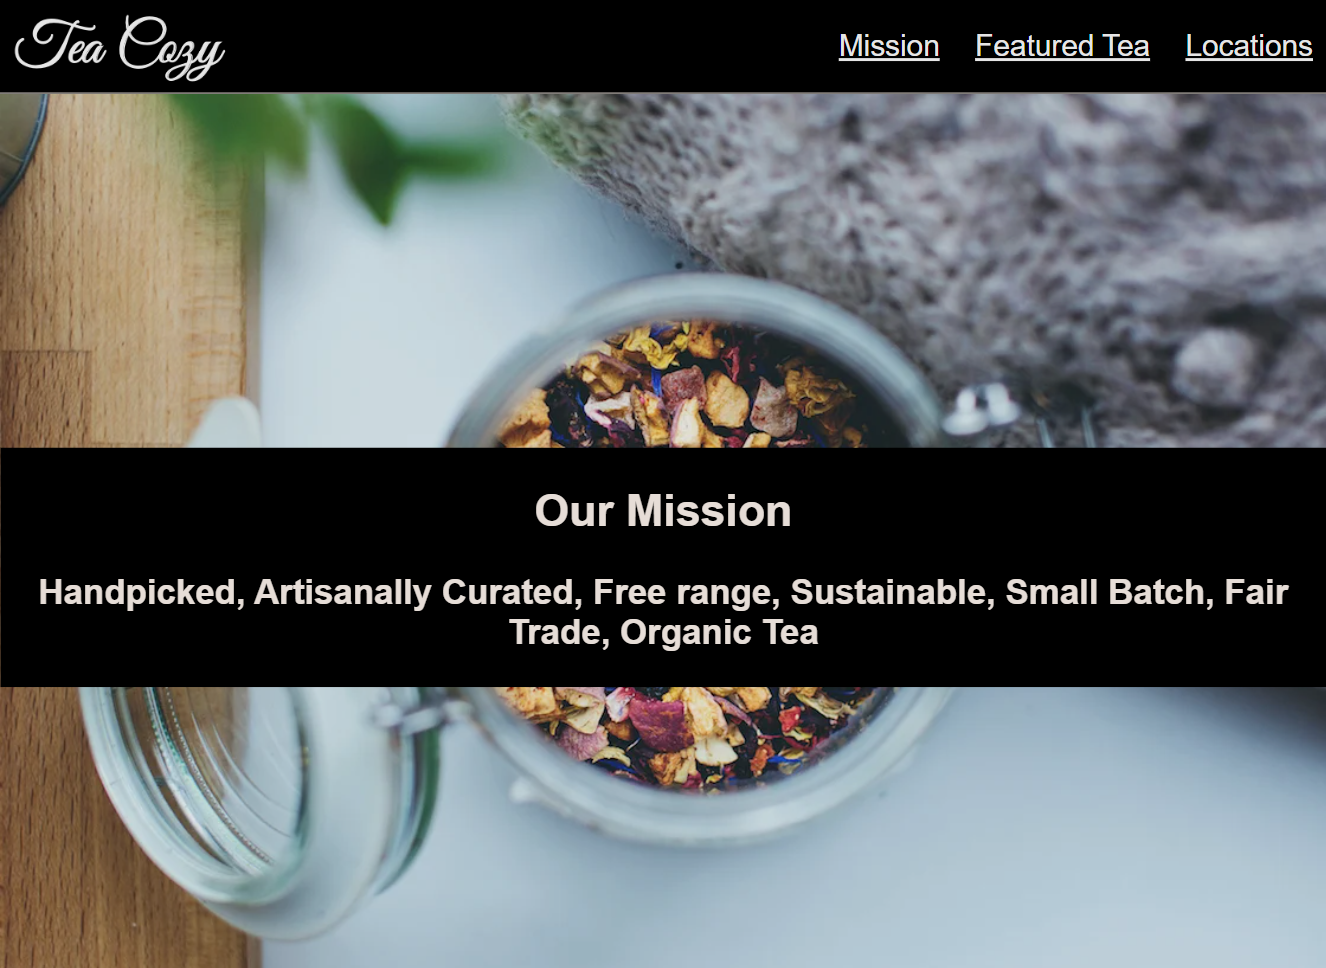 Tea Cozy
Mission Featured Tea Locations
Our Mission
Handpicked, Artisanally Curated, Free range, Sustainable, Small Batch, Fair
Trade, Organic Tea